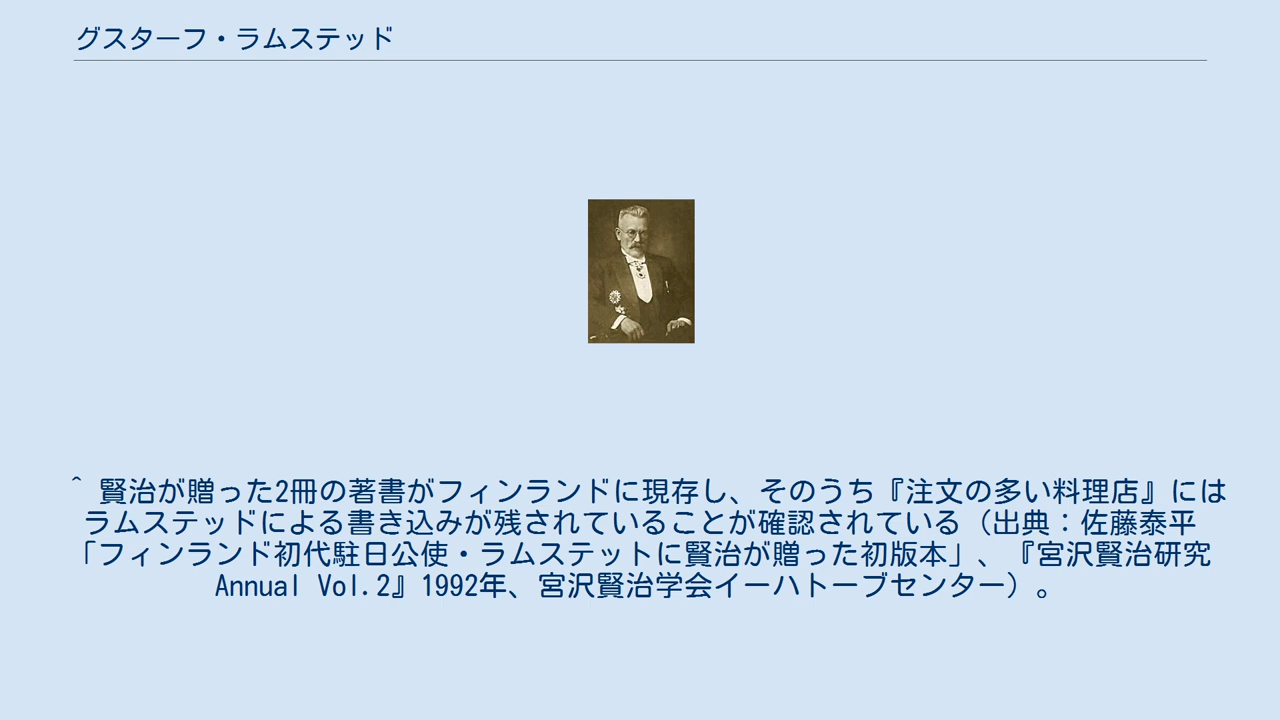 グスターフ・ラムステッド
^ 賢治が贈った2冊の著書がフィンランドに現存し、そのうち『注文の多い料理店』には
ラムステッドによる書き込みが残されていることが確認されている（出典：佐藤泰平
「フィンランド初代駐日公使・ラムステットに賢治が贈った初版本」、『宮沢賢治研究
Annual Vol.2』1992年、宮沢賢治学会イーハトーブセンター）。